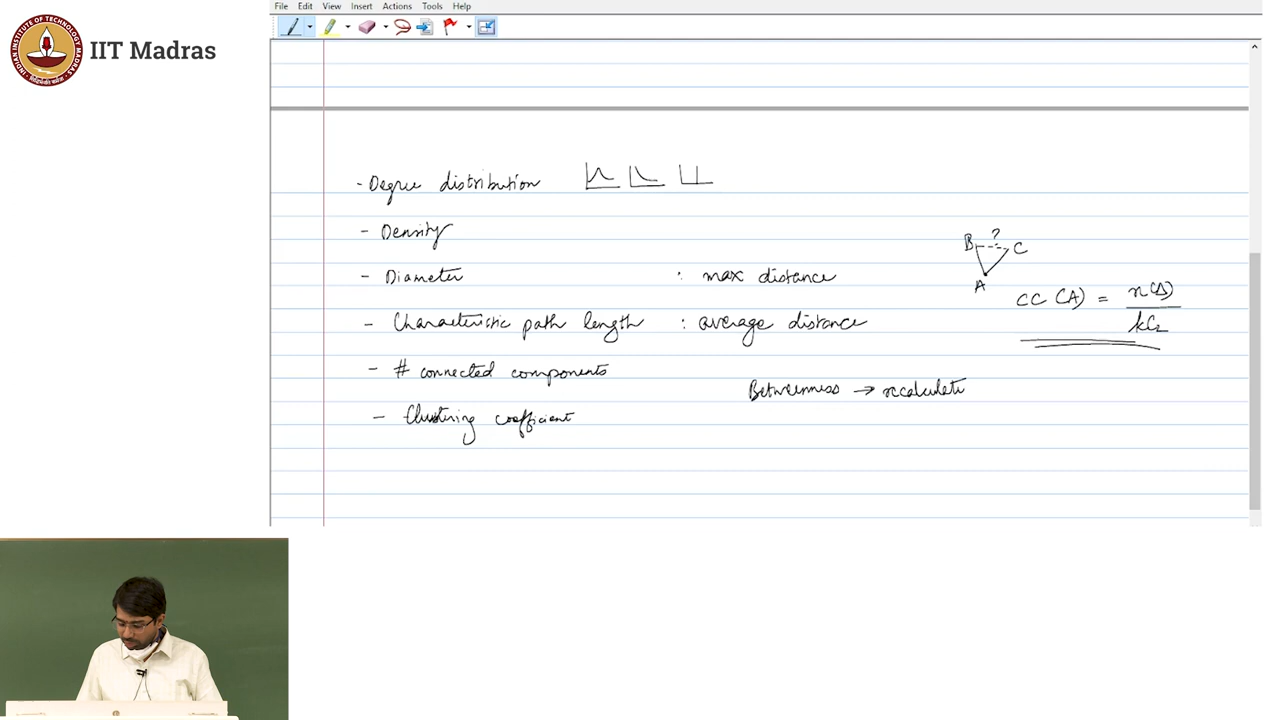 IIT Madras
File Edit View Insert Actions Tools Help
- Degree distribution
- Density
- Diameter : max distance
- Characteristic path length : average distance
- # connected components
- Clustering coefficient
B ? C
A
CC (A) = n(Δ) / kC2
Betweenness → recalculate